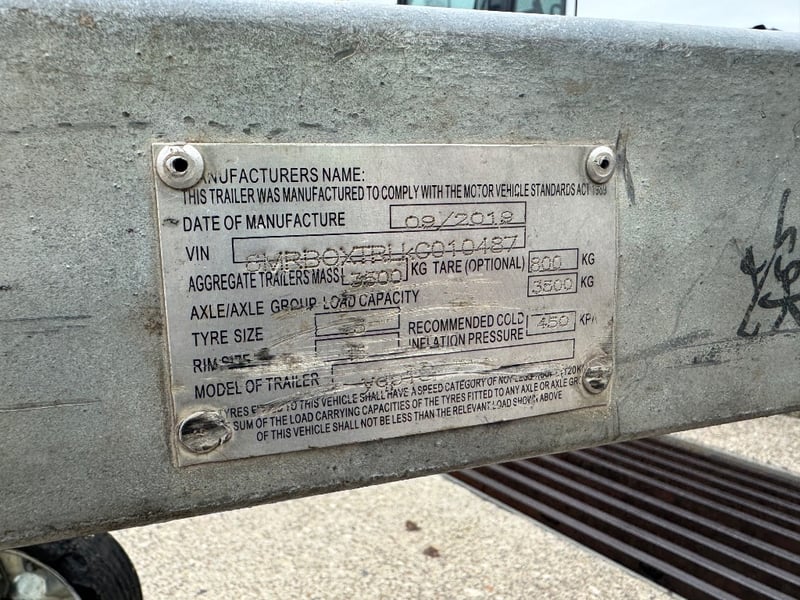 MANUFACTURERS NAME:
THIS TRAILER WAS MANUFACTURED TO COMPLY WITH THE MOTOR VEHICLE STANDARDS ACT 1989
DATE OF MANUFACTURE 09/2019
VIN 6MRBOXTRLKG010487
AGGREGATE TRAILERS MASS 3500 KG TARE (OPTIONAL) 800 KG
AXLE/AXLE GROUP LOAD CAPACITY 3500 KG
TYRE SIZE RECOMMENDED COLD INFLATION PRESSURE 450 KPA
RIM SIZE
MODEL OF TRAILER
TYRES FITTED TO THIS VEHICLE SHALL HAVE A SPEED CATEGORY OF NOT LESS
SUM OF THE LOAD CARRYING CAPACITIES OF THE TYRES FITTED TO ANY AXLE OR AXLE
OF THIS VEHICLE SHALL NOT BE LESS THAN THE RELEVANT LOAD SHOWN ABOVE